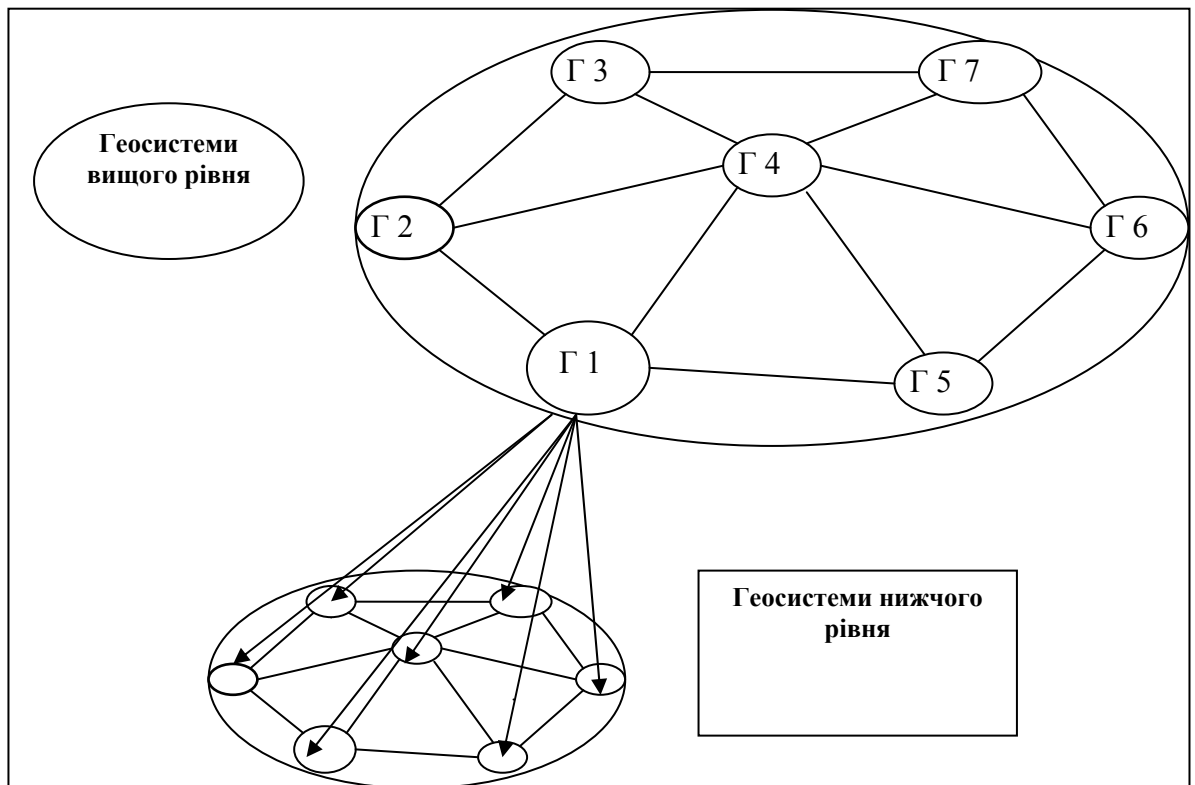 Г 3
Г 7
Геосистеми
вищого рівня
Г 4
Г 2
Г 6
Г 1
Г 5
Геосистеми нижчого
рівня